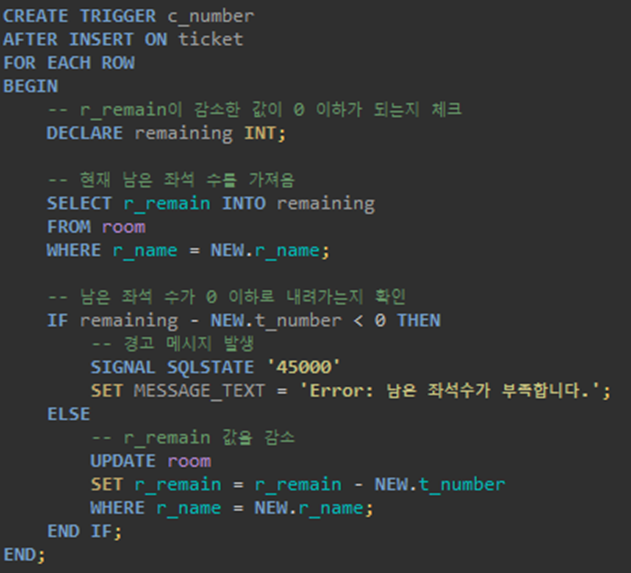 CREATE TRIGGER c_number
AFTER INSERT ON ticket
FOR EACH ROW
BEGIN
    -- r_remain이 감소한 값이 0 이하가 되는지 체크
    DECLARE remaining INT;

    -- 현재 남은 좌석 수를 가져옴
    SELECT r_remain INTO remaining
    FROM room
    WHERE r_name = NEW.r_name;

    -- 남은 좌석 수가 0 이하로 내려가는지 확인
    IF remaining - NEW.t_number < 0 THEN
        -- 경고 메시지 발생
        SIGNAL SQLSTATE '45000'
        SET MESSAGE_TEXT = 'Error: 남은 좌석수가 부족합니다.';
    ELSE
        -- r_remain 값을 감소
        UPDATE room
        SET r_remain = r_remain - NEW.t_number
        WHERE r_name = NEW.r_name;
    END IF;
END;